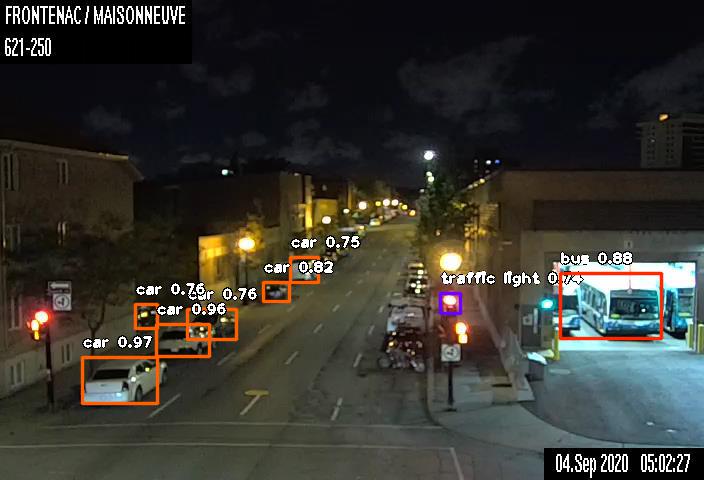 FRONTENAC / MAISONNEUVE
621-250
car 0.75
bus 0.88
car 0.82
traffic light 0.74
car 0.76
car 0.76
car 0.96
car 0.97
04.Sep 2020 05:02:27